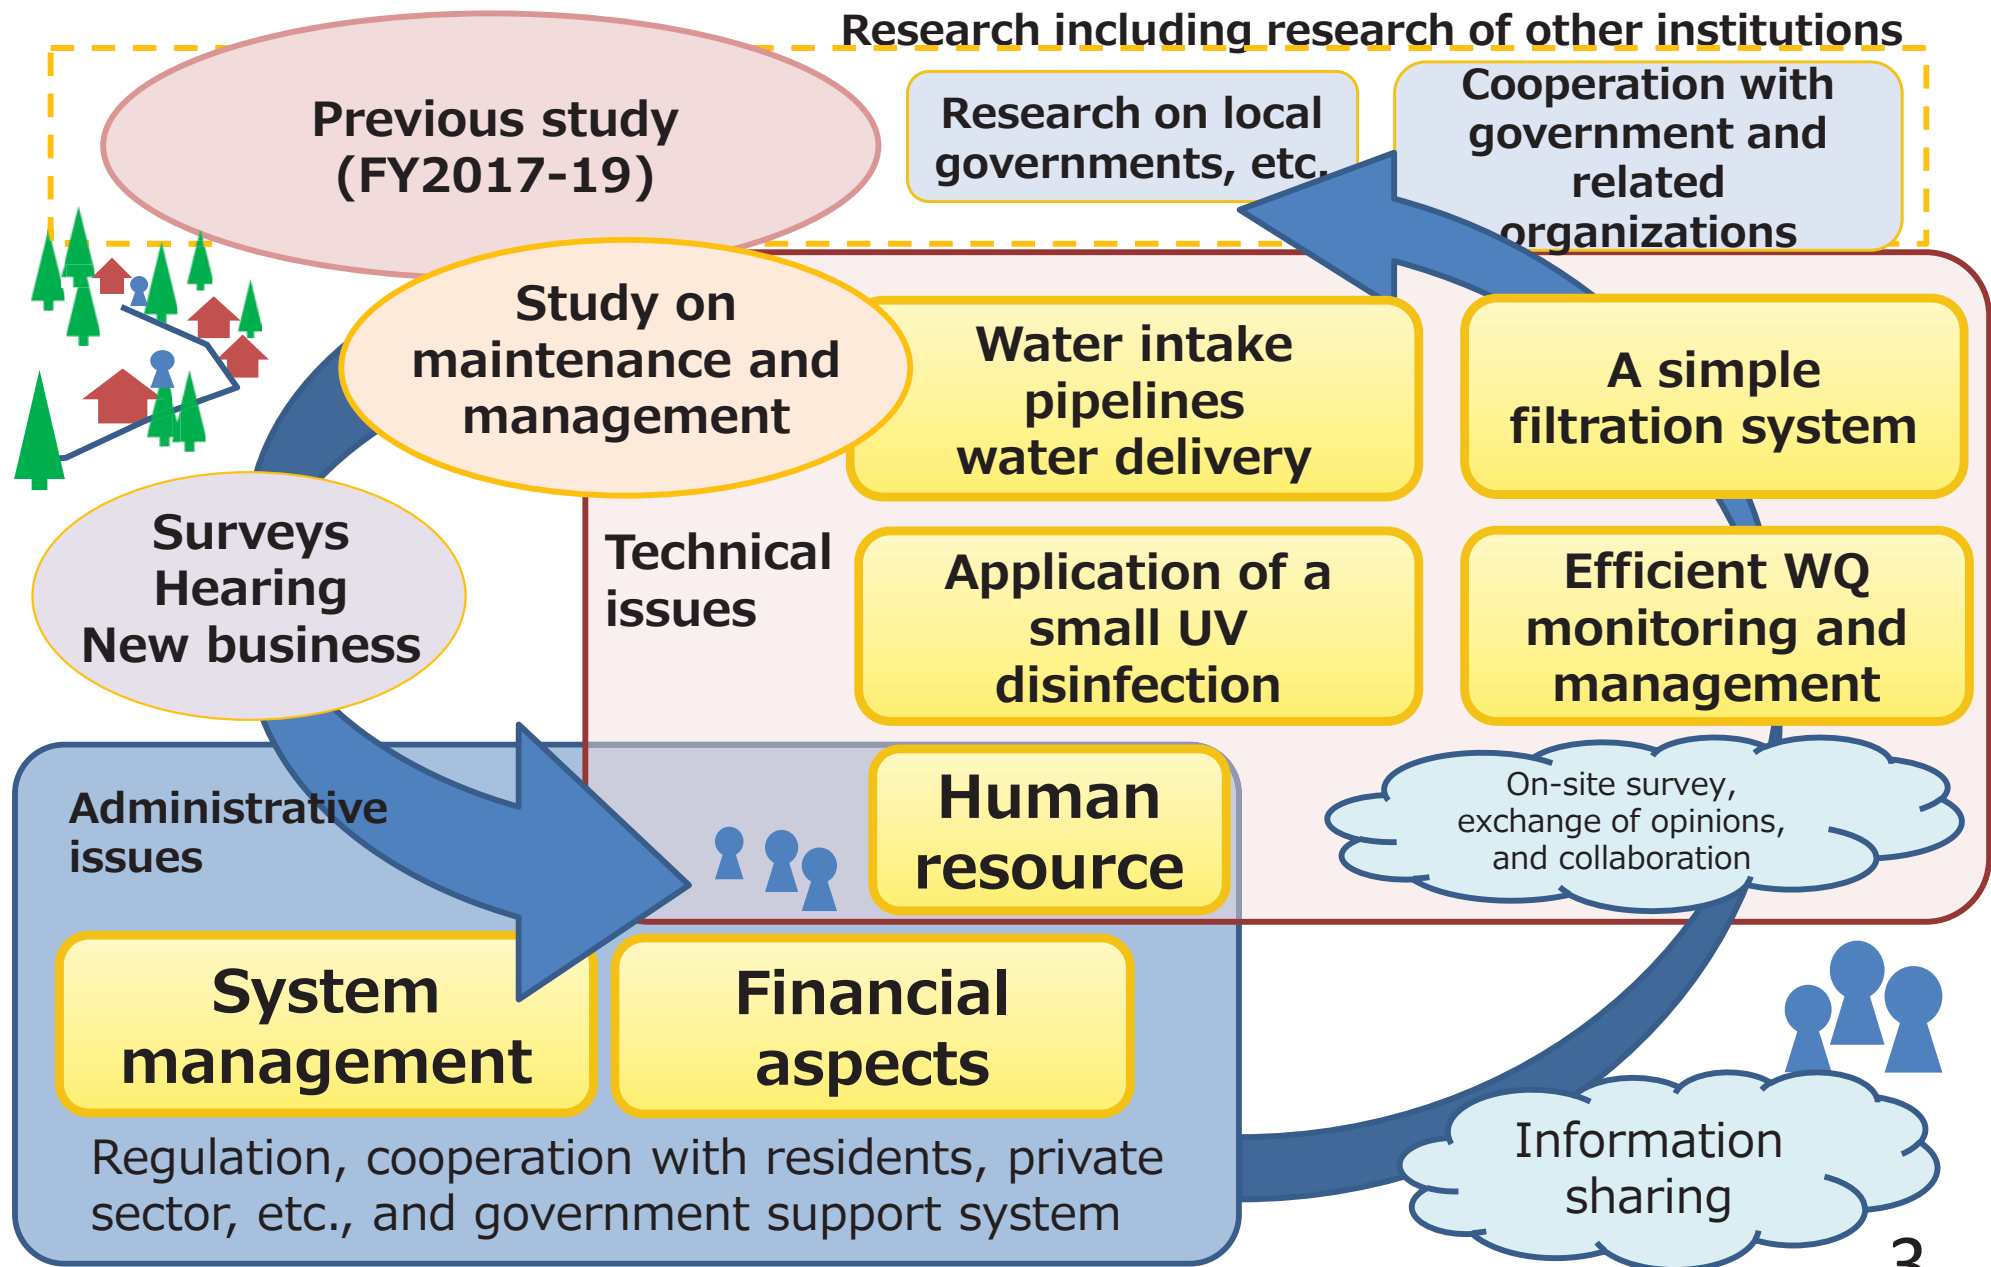 Research including research of other institutions
Previous study
(FY2017-19)
Research on local
governments, etc.
Cooperation with
government and
related
organizations
Study on
maintenance and
management
Water intake
pipelines
water delivery
A simple
filtration system
Surveys
Hearing
New business
Technical
issues
Application of a
small UV
disinfection
Efficient WQ
monitoring and
management
Administrative
issues
Human
resource
On-site survey,
exchange of opinions,
and collaboration
System
management
Financial
aspects
Regulation, cooperation with residents, private
sector, etc., and government support system
Information
sharing
3